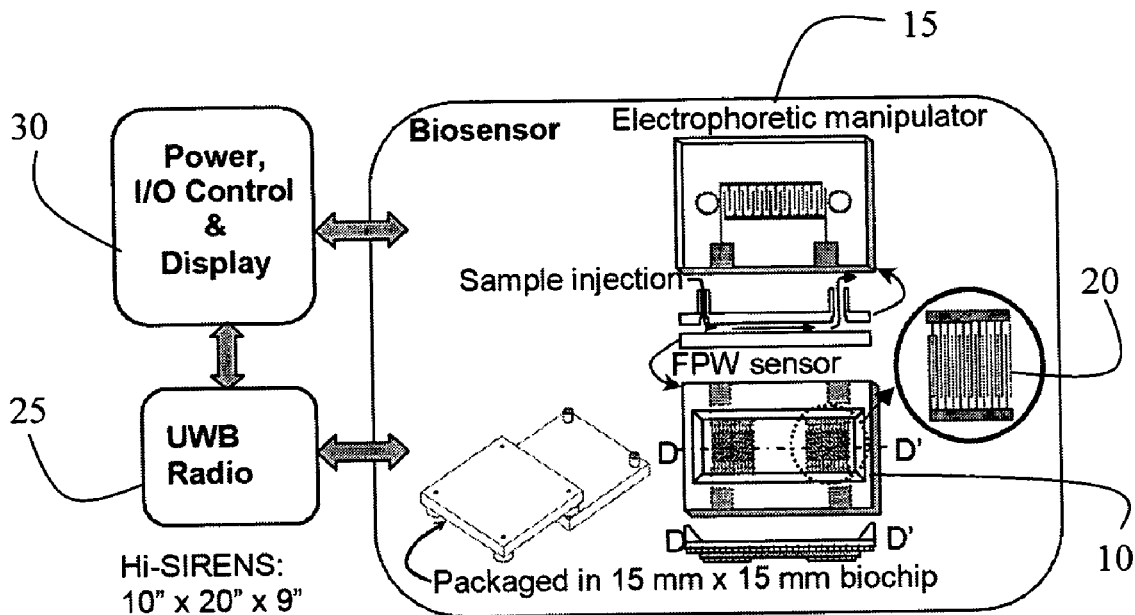 15
30
Power,
I/O Control
&
Display
Biosensor
Electrophoretic manipulator
Sample injection
20
FPW sensor
25
UWB
Radio
D D'
D D'
10
Hi-SIRENS:
10" x 20" x 9"
Packaged in 15 mm x 15 mm biochip